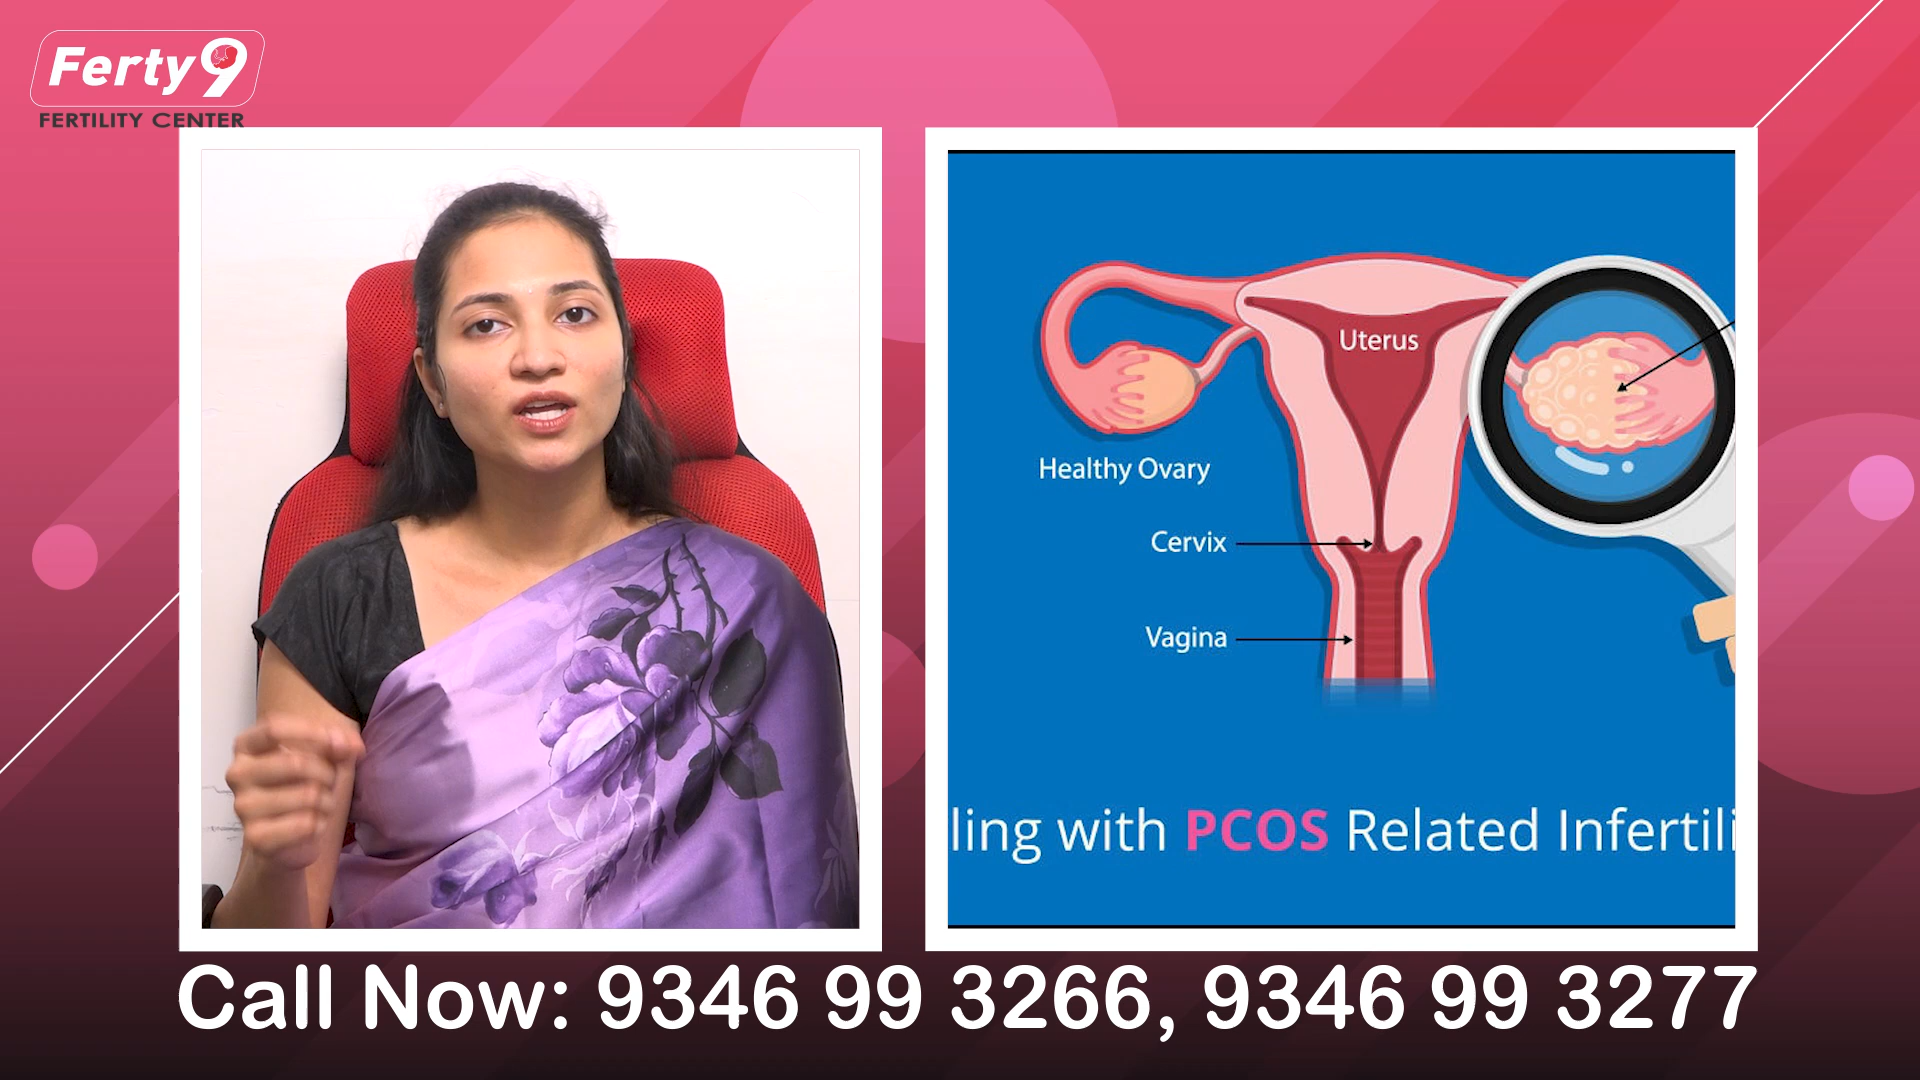 Ferty9
FERTILITY CENTER
Uterus
Healthy Ovary
Cervix
Vagina
ling with PCOS Related Infertili
Call Now: 9346 99 3266, 9346 99 3277